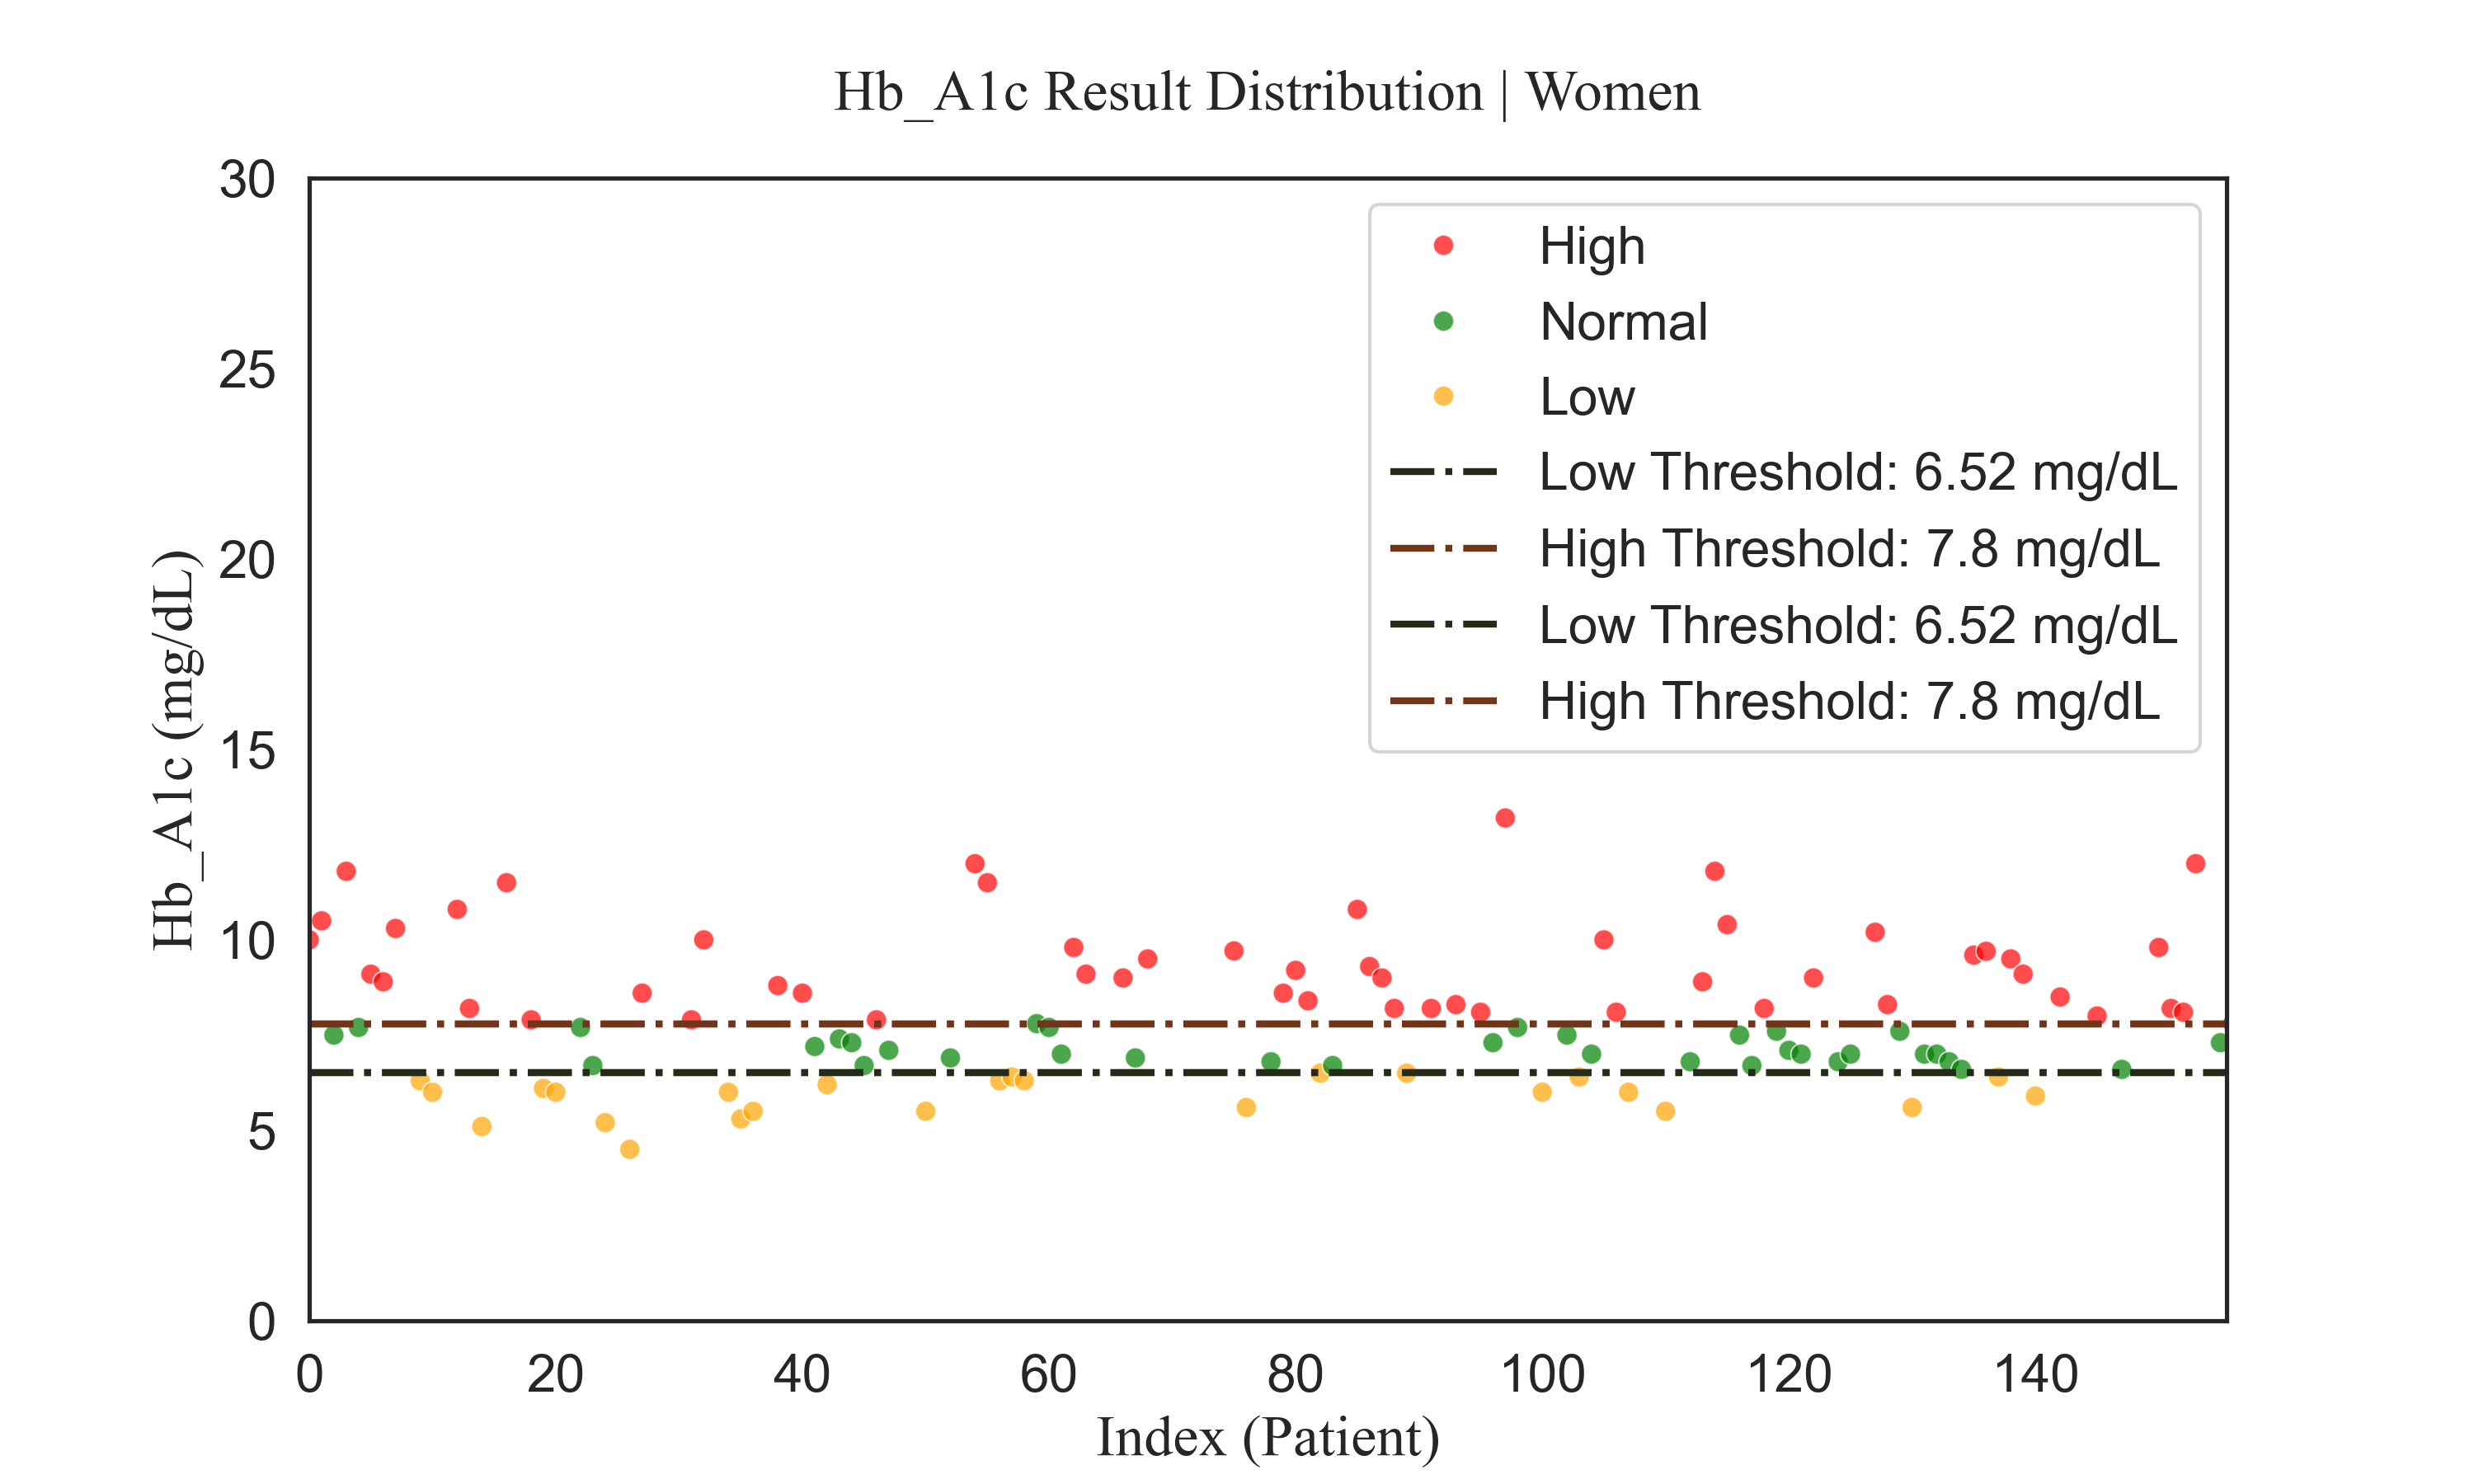 Hb_A1c Result Distribution | Women
Hb_A1c (mg/dL)
30
25
20
15
10
5
0
High
Normal
Low
Low Threshold: 6.52 mg/dL
High Threshold: 7.8 mg/dL
Low Threshold: 6.52 mg/dL
High Threshold: 7.8 mg/dL
0 20 40 60 80 100 120 140
Index (Patient)